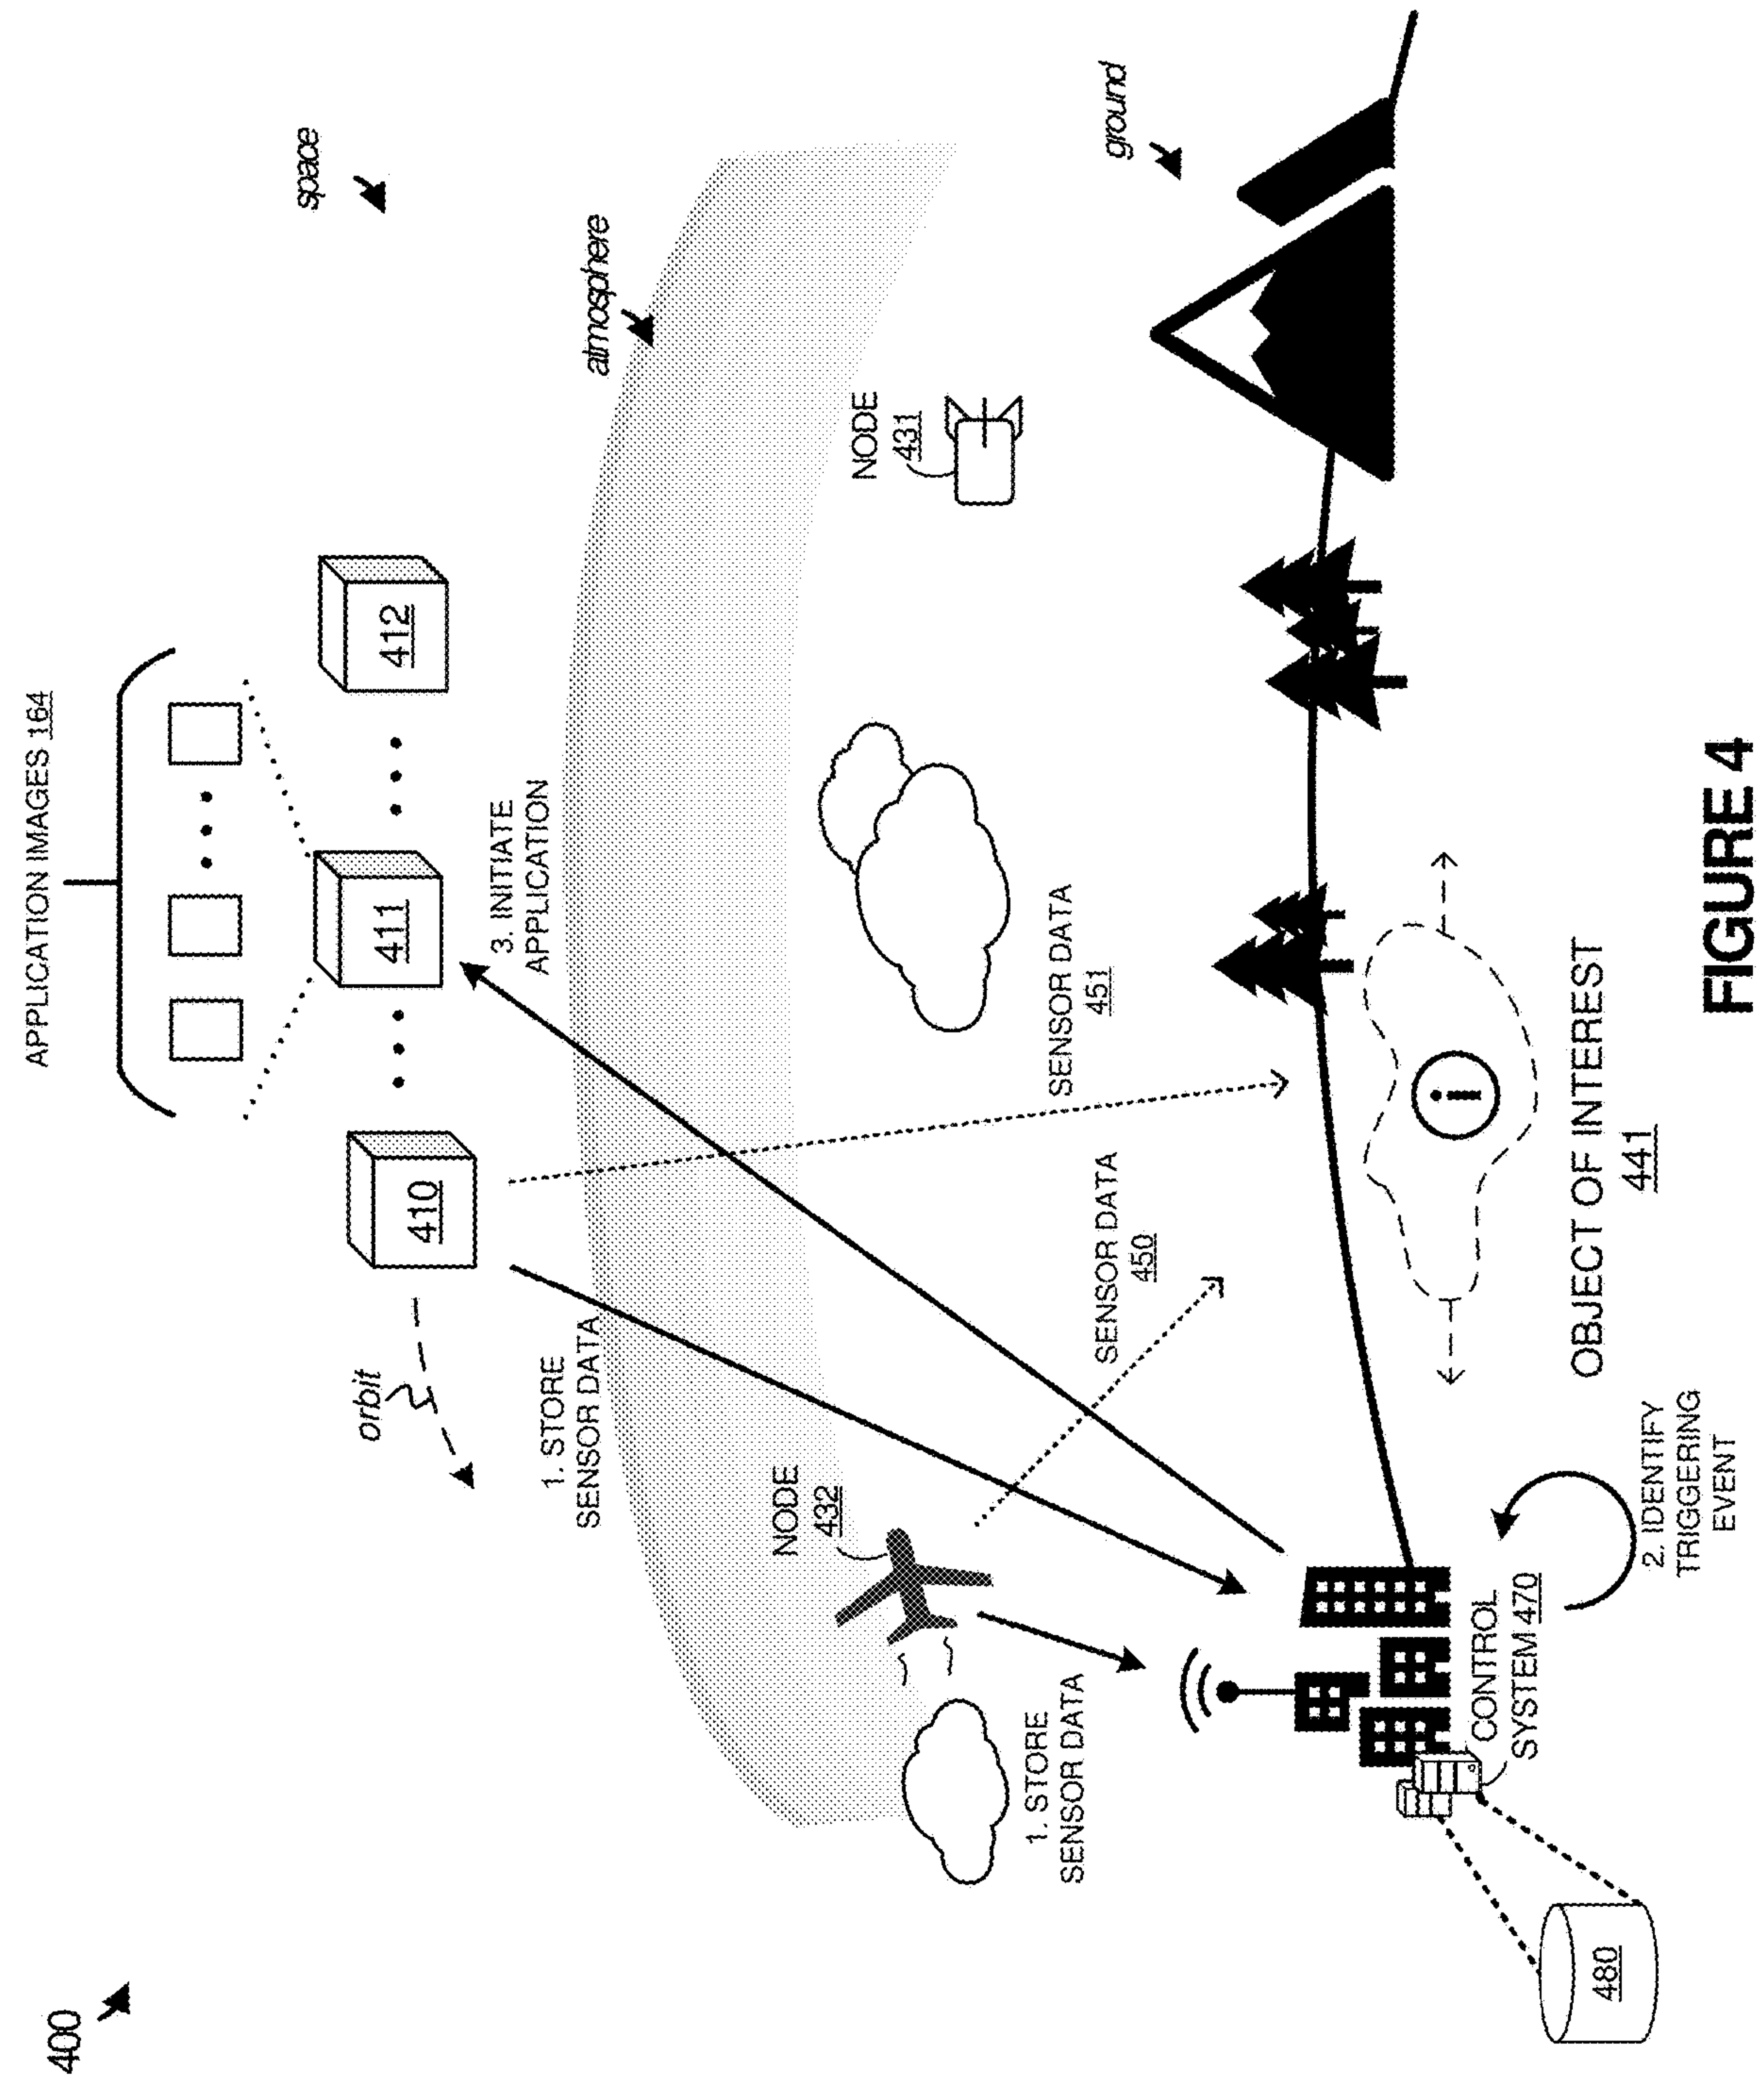 400
APPLICATION IMAGES 164
space
410
411
412
orbit
3. INITIATE
APPLICATION
atmosphere
1. STORE
SENSOR DATA
NODE
432
NODE
431
1. STORE
SENSOR DATA
SENSOR DATA
450
SENSOR DATA
451
ground
480
CONTROL
SYSTEM 470
2. IDENTIFY
TRIGGERING
EVENT
i
OBJECT OF INTEREST
441
FIGURE 4